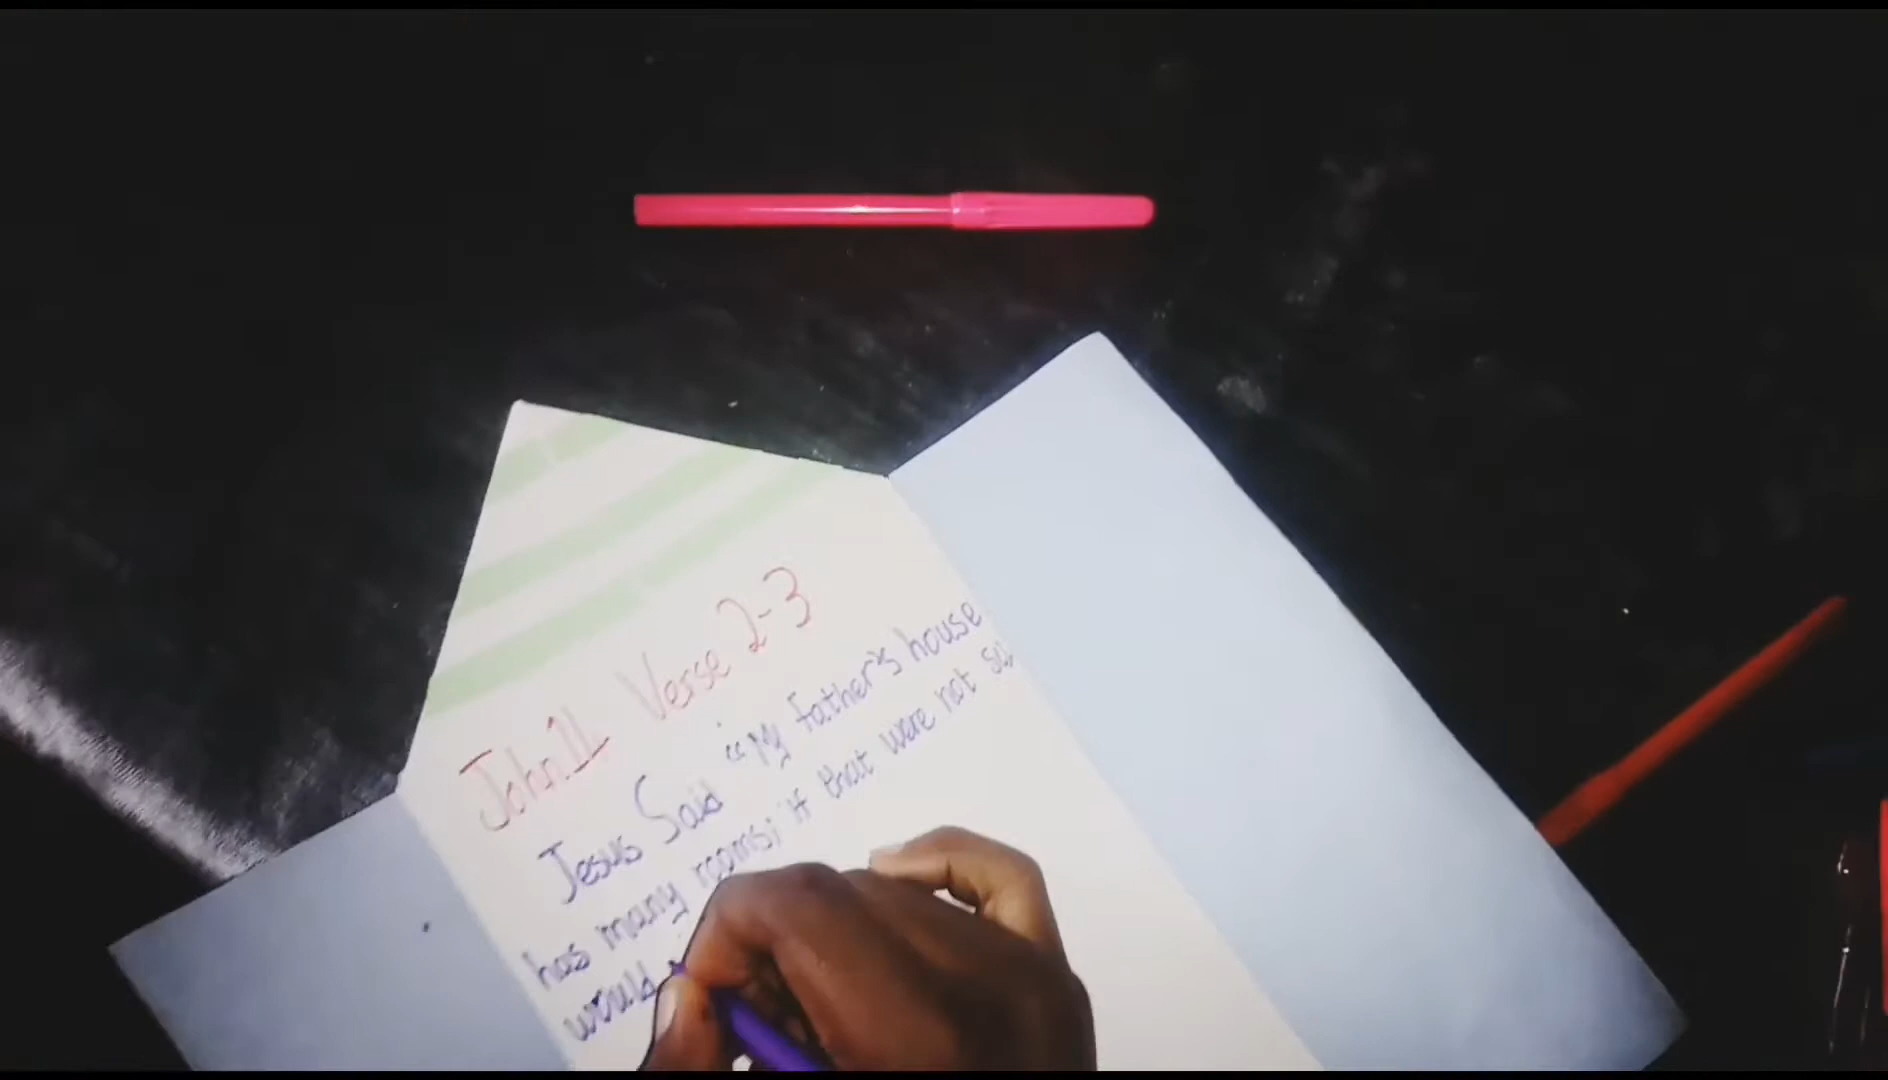 John 14 Verse 2-3
Jesus Said "My Father's house
has many rooms; if that were not so,
would